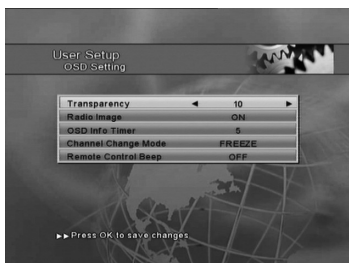 User Setup
OSD Setting
Transparency ◄ 10 ►
Radio Image ON
OSD Info Timer 5
Channel Change Mode FREEZE
Remote Control Beep OFF
►► Press OK to save changes